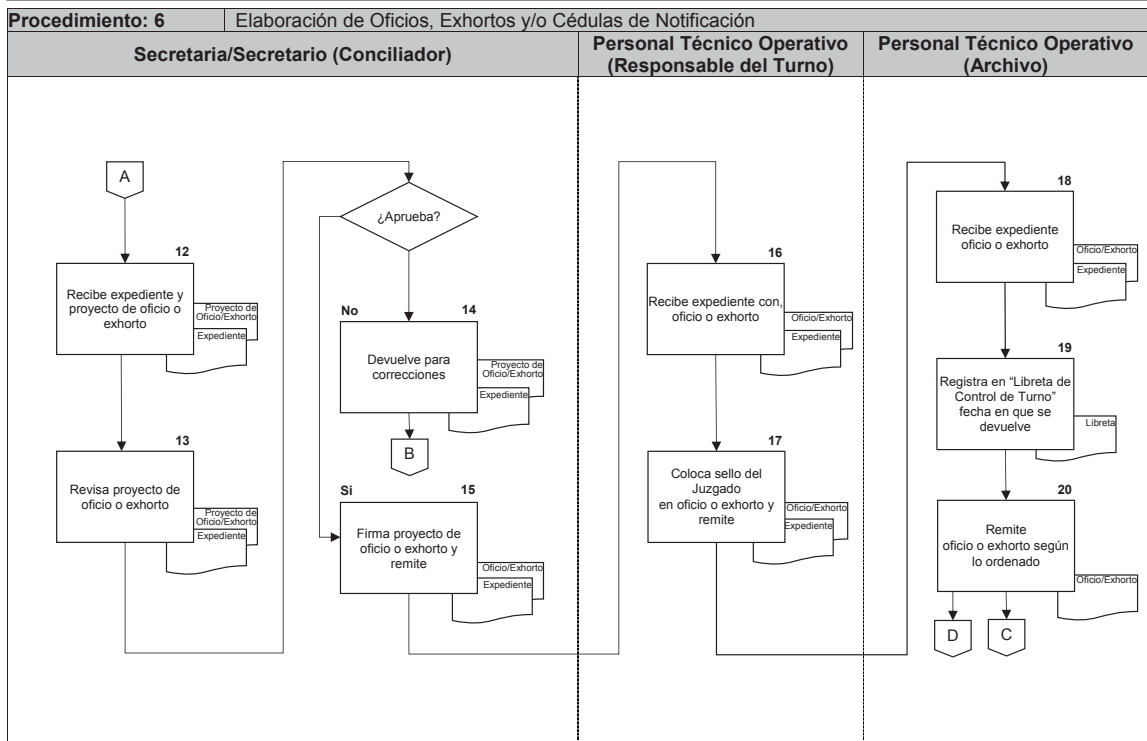 Procedimiento: 6
Elaboración de Oficios, Exhortos y/o Cédulas de Notificación
Secretaria/Secretario (Conciliador)
Personal Técnico Operativo
(Responsable del Turno)
Personal Técnico Operativo
(Archivo)
A
12
Recibe expediente y
proyecto de oficio o
exhorto
Proyecto de
Oficio/Exhorto
Expediente
13
Revisa proyecto de
oficio o exhorto
Proyecto de
Oficio/Exhorto
Expediente
¿Aprueba?
No
14
Devuelve para
correcciones
Proyecto de
Oficio/Exhorto
Expediente
B
Si
15
Firma proyecto de
oficio o exhorto y
remite
Oficio/Exhorto
Expediente
16
Recibe expediente con,
oficio o exhorto
Oficio/Exhorto
Expediente
17
Coloca sello del
Juzgado
en oficio o exhorto y
remite
Oficio/Exhorto
Expediente
18
Recibe expediente
oficio o exhorto
Oficio/Exhorto
Expediente
19
Registra en “Libreta de
Control de Turno”
fecha en que se
devuelve
Libreta
20
Remite
oficio o exhorto según
lo ordenado
Oficio/Exhorto
D
C